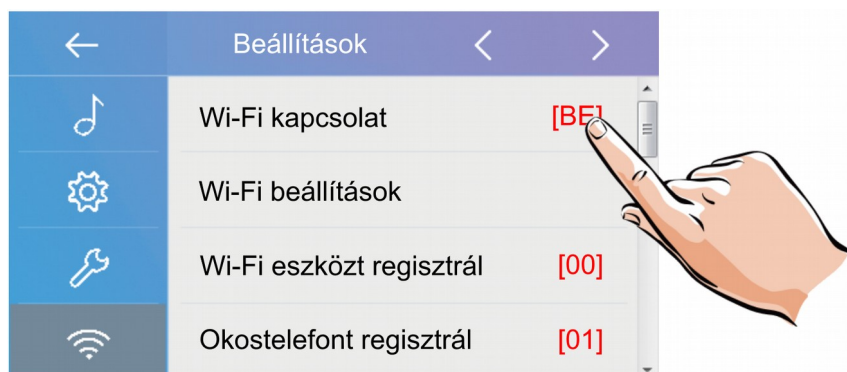 Beállítások
Wi-Fi kapcsolat [BE]
Wi-Fi beállítások
Wi-Fi eszközt regisztrál [00]
Okostelefont regisztrál [01]